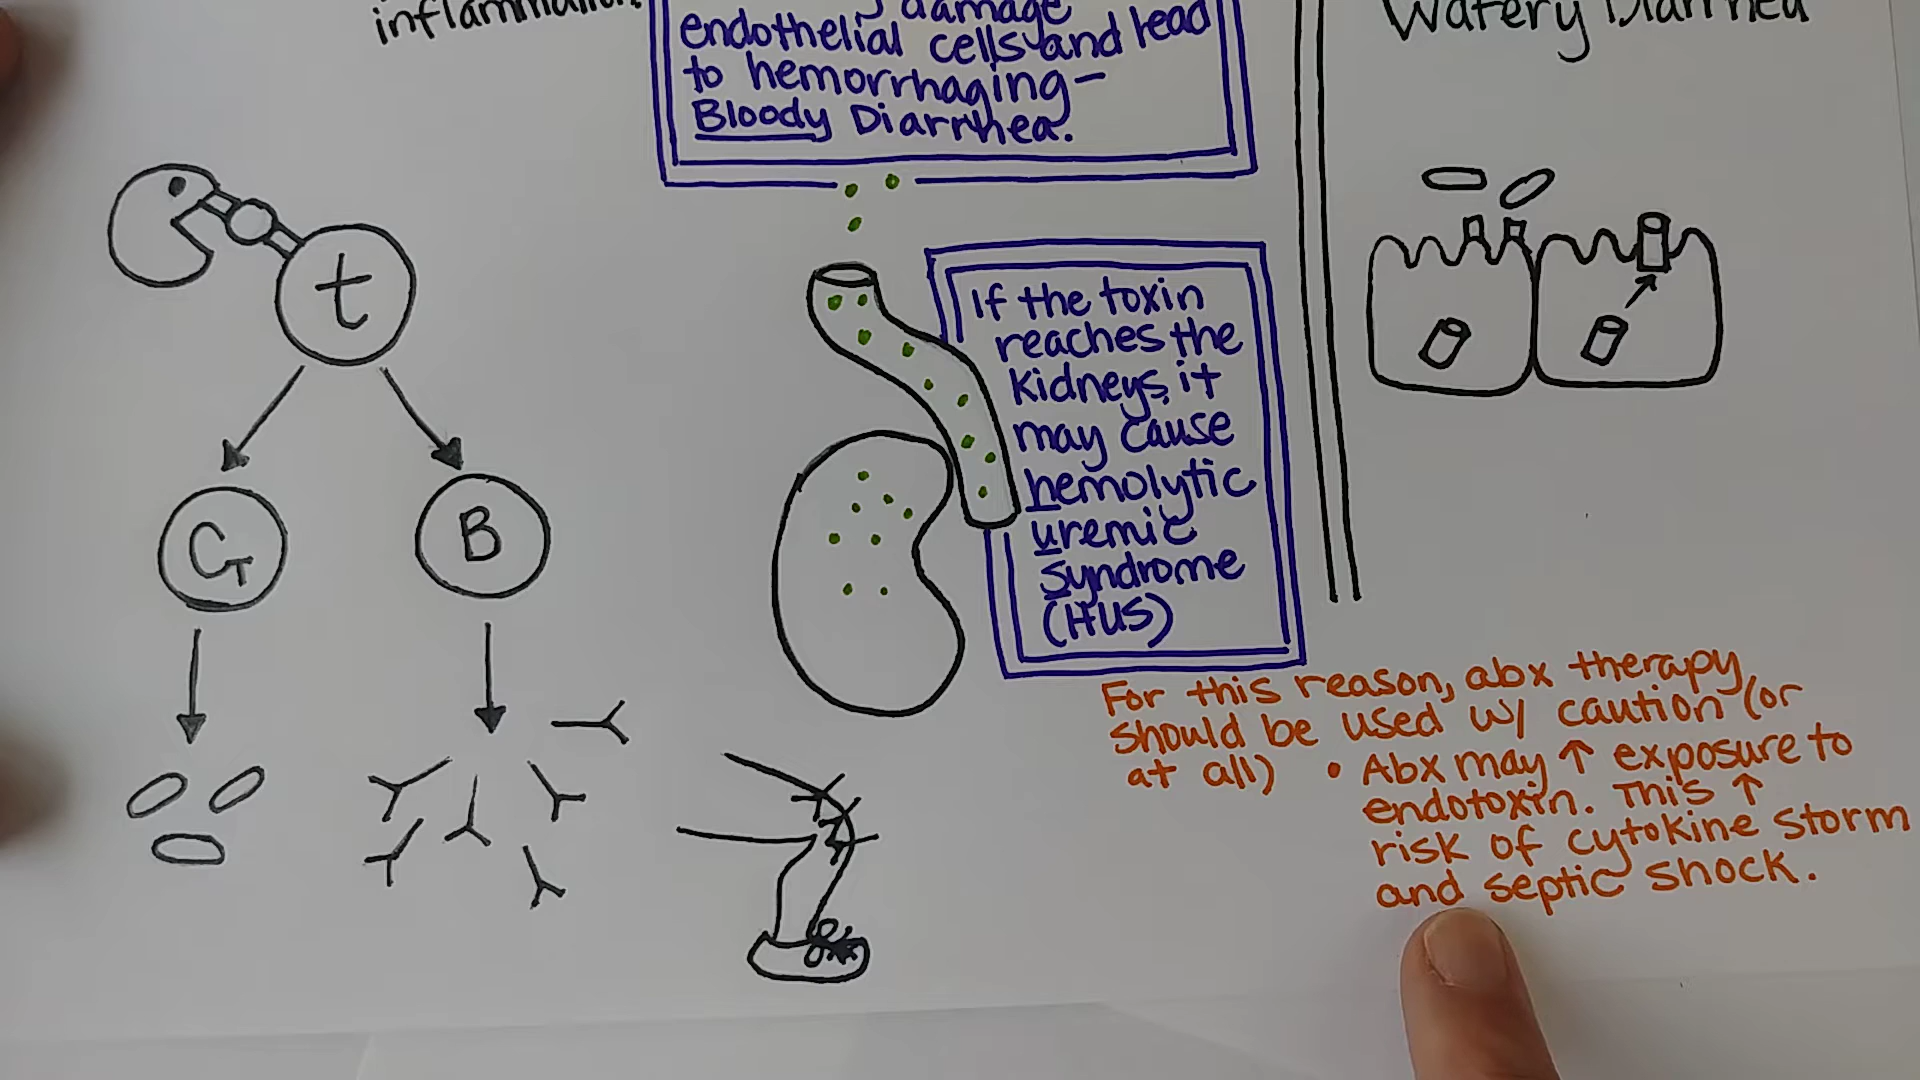 inflammation.
damage
endothelial cells and lead
to hemorrhaging-
Bloody Diarrhea.
Watery Diarrhea
t
G
B
If the toxin
reaches the
kidneys, it
may cause
hemolytic
uremic
syndrome
(HUS)
For this reason, abx therapy
should be used w/ caution (or
at all)
• Abx may ↑ exposure to
endotoxin. This ↑
risk of cytokine storm
and septic shock.